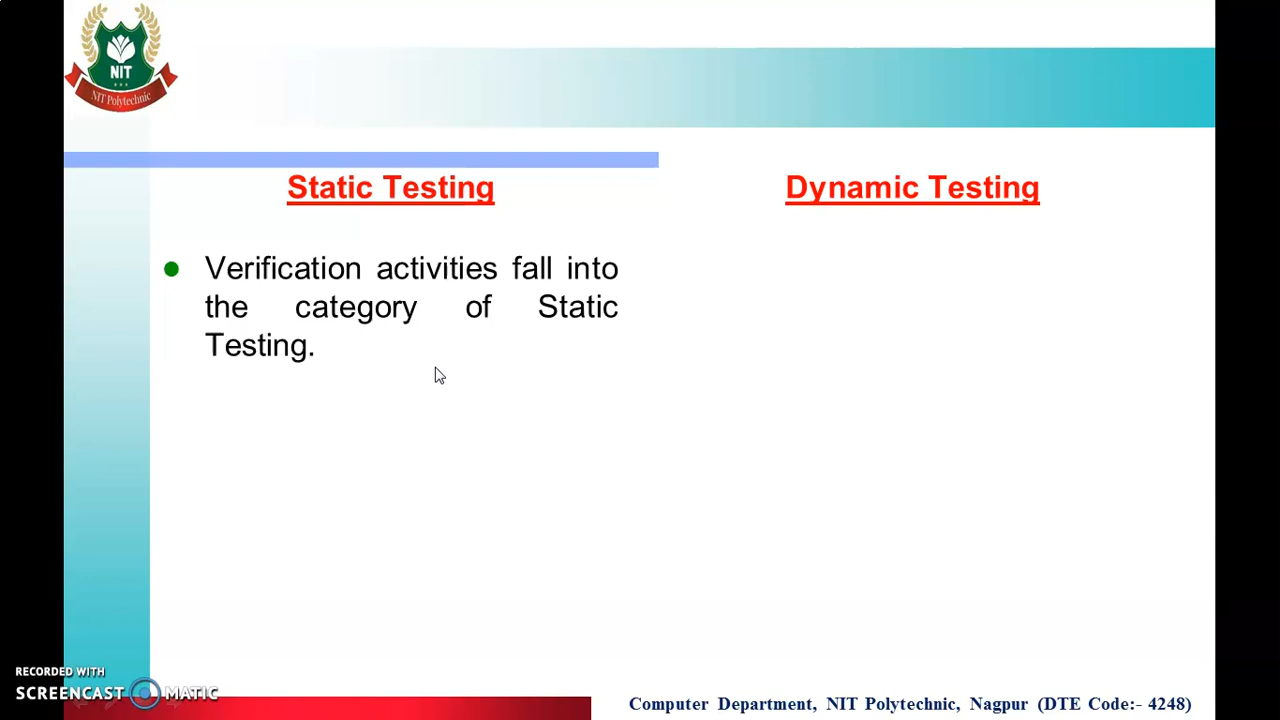 NIT
NIT Polytechnic
Static Testing
Dynamic Testing
Verification activities fall into
the category of Static
Testing.
RECORDED WITH
SCREENCAST MATIC
Computer Department, NIT Polytechnic, Nagpur (DTE Code:- 4248)